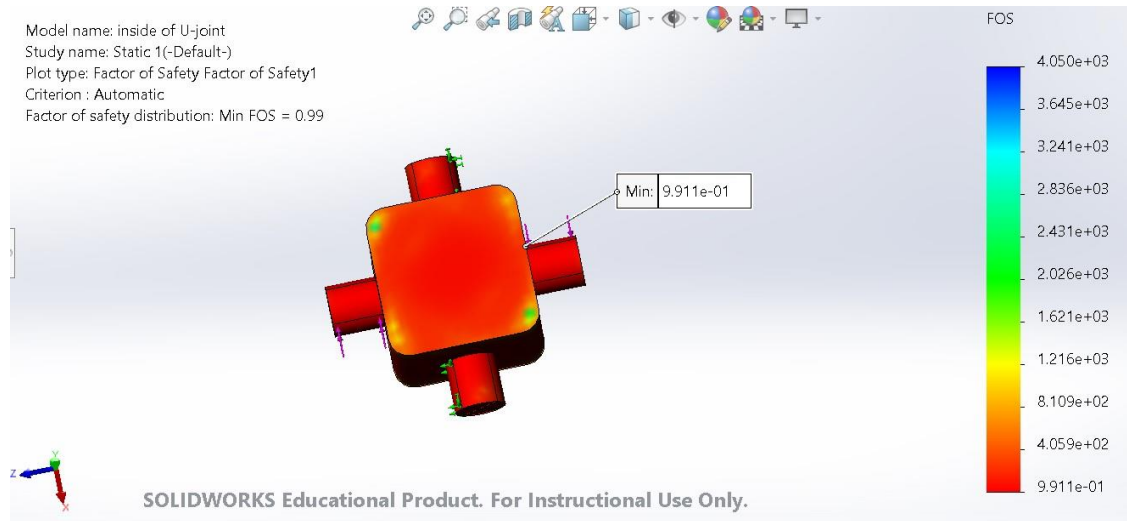 Model name: inside of U-joint
Study name: Static 1(-Default-)
Plot type: Factor of Safety Factor of Safety1
Criterion : Automatic
Factor of safety distribution: Min FOS = 0.99
FOS
4.050e+03
3.645e+03
3.241e+03
2.836e+03
2.431e+03
2.026e+03
1.621e+03
1.216e+03
8.109e+02
4.059e+02
9.911e-01
Min: 9.911e-01
Y
Z
X
SOLIDWORKS Educational Product. For Instructional Use Only.